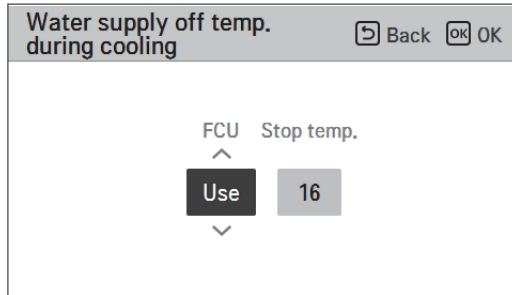 Water supply off temp.
during cooling
Back OK OK
FCU Stop temp.
Use 16